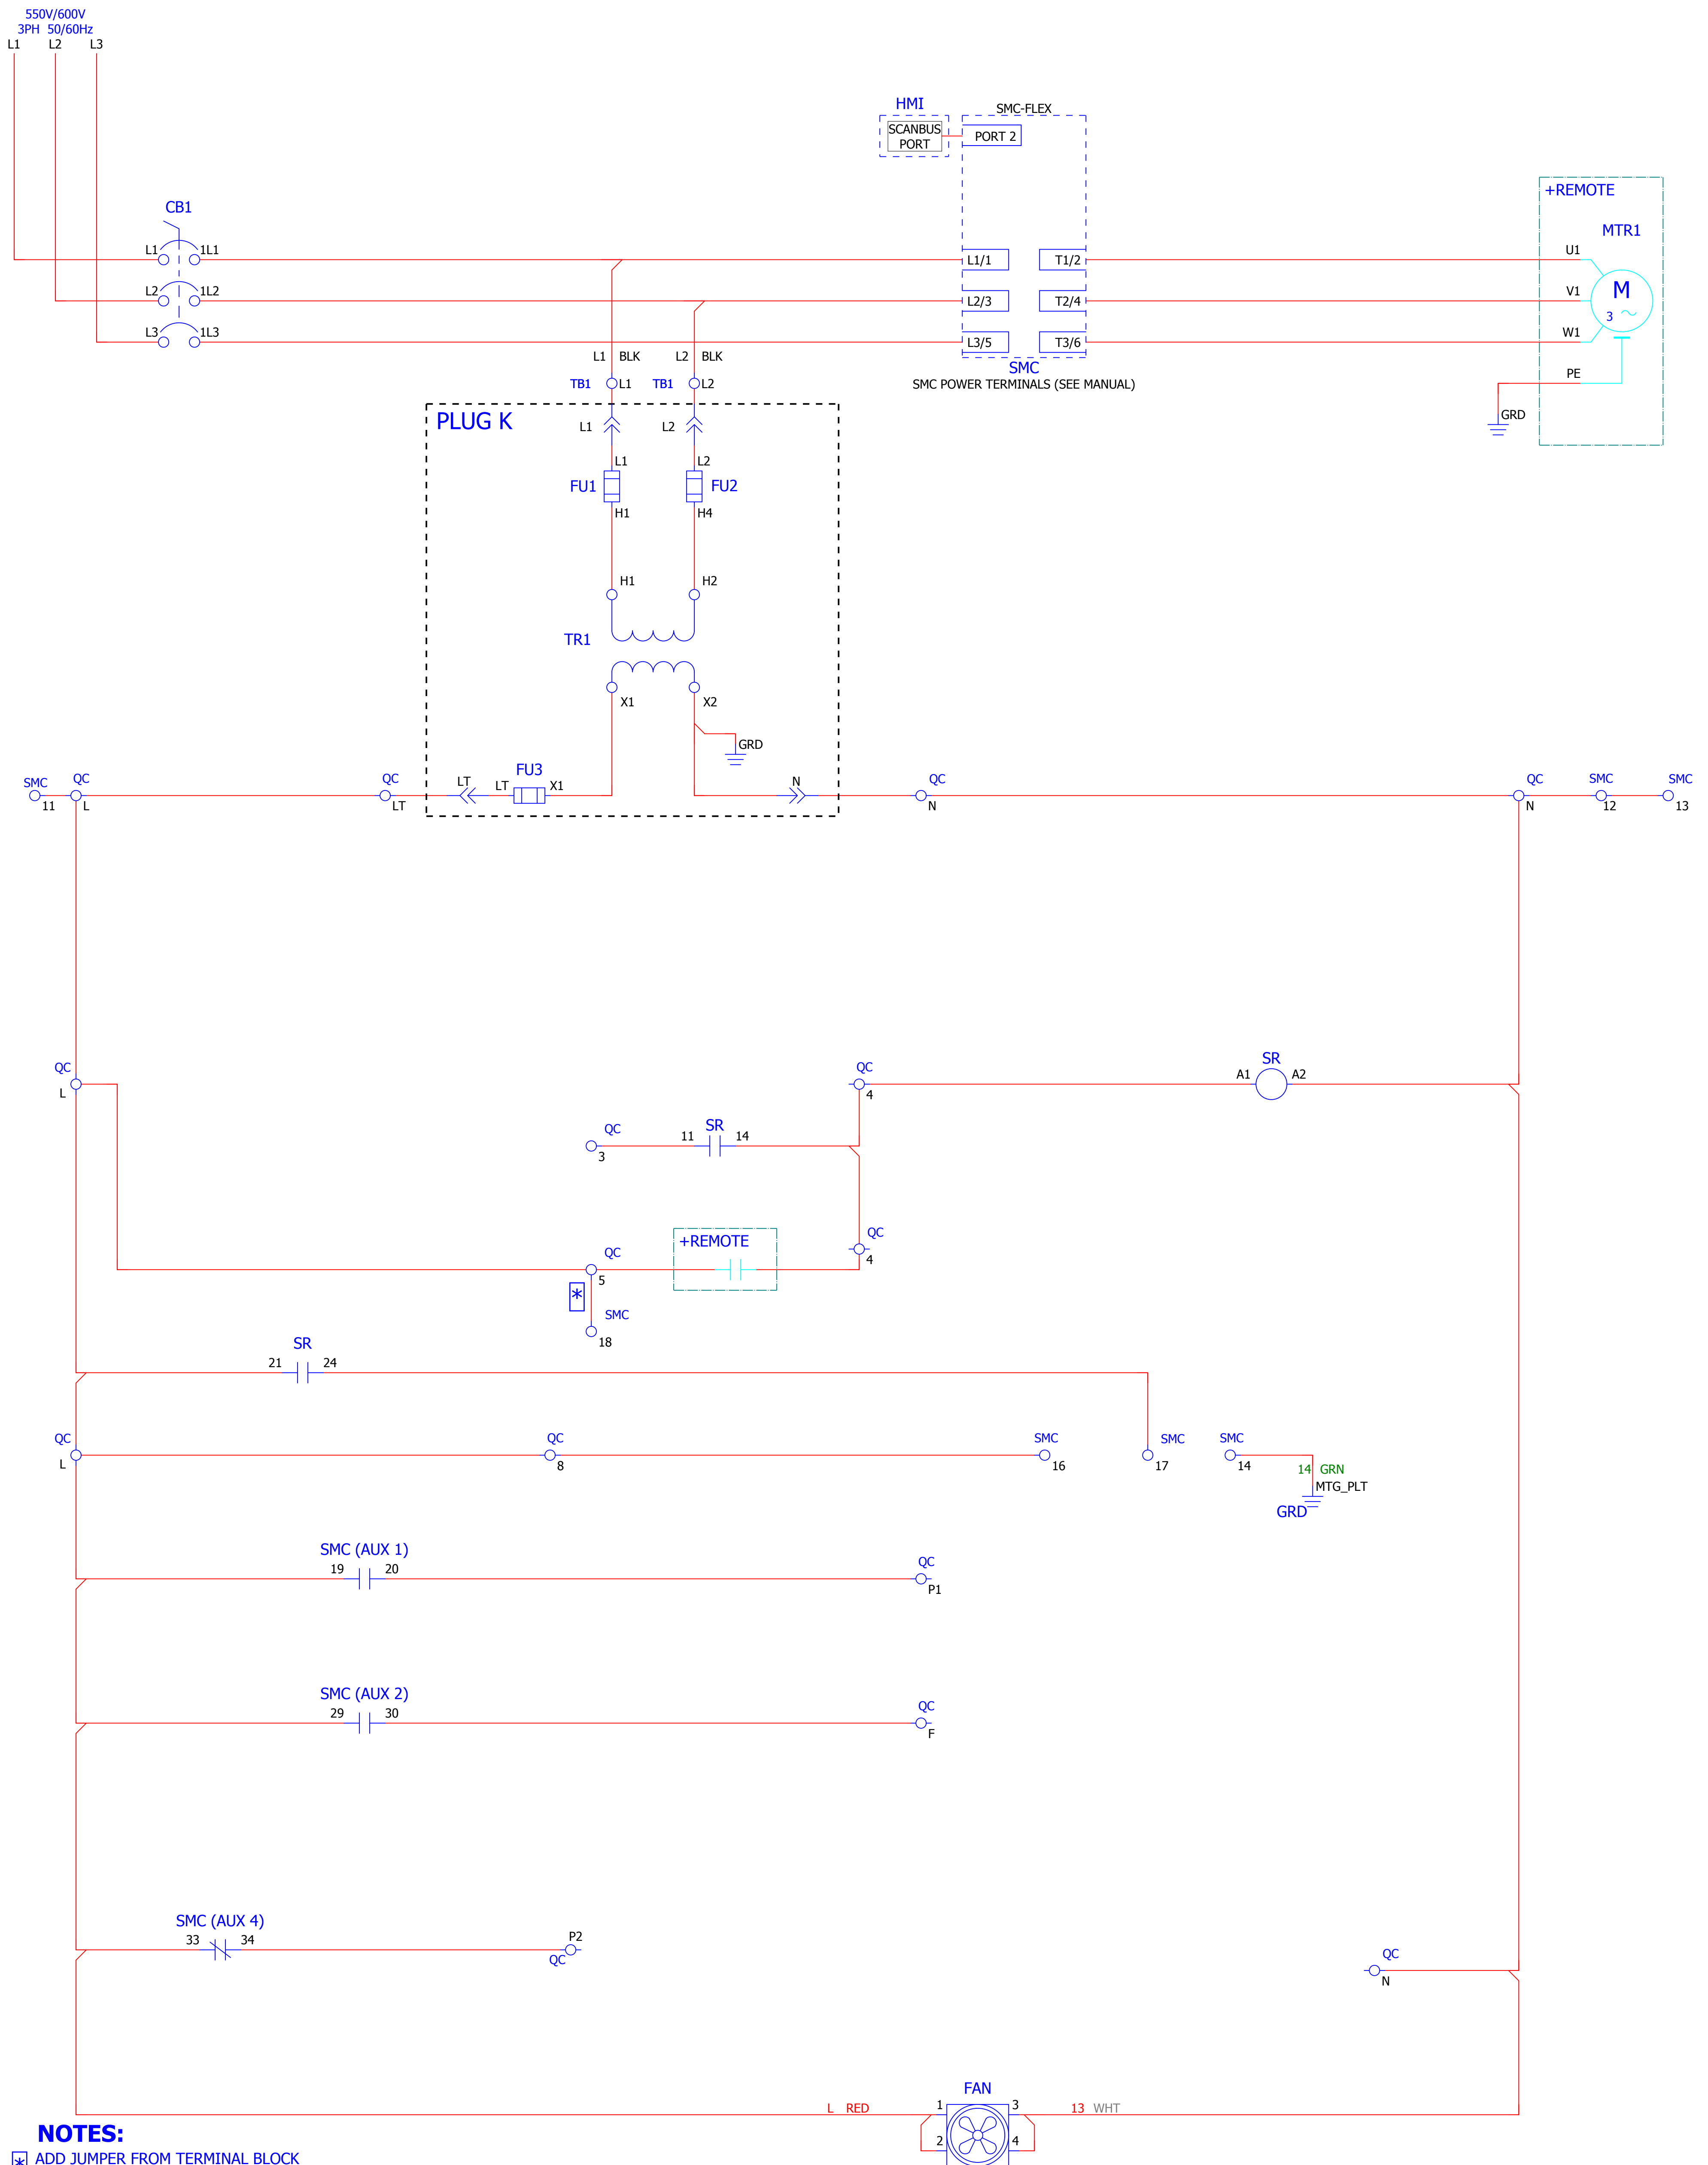 550V/600V
3PH 50/60Hz
L1 L2 L3
HMI
SMC-FLEX
SCANBUS
PORT
PORT 2
+REMOTE
CB1
MTR1
L1 1L1
L1/1 T1/2
U1
L2 1L2
L2/3 T2/4
V1
M
3
L3 1L3
L3/5 T3/6
W1
L1 BLK L2 BLK
SMC
PE
TB1 L1 TB1 L2
SMC POWER TERMINALS (SEE MANUAL)
GRD
PLUG K
L1 L2
L1 L2
FU1 FU2
H1 H4
H1 H2
TR1
X1 X2
GRD
FU3
SMC QC QC LT LT X1 N QC QC SMC SMC
11 L LT N N 12 13
QC QC SR
L 4 A1 A2
QC SR
3 11 14
QC
4
+REMOTE
QC
5
*
SMC
18
SR
21 24
QC QC SMC SMC SMC
L 8 16 17 14
14 GRN
MTG_PLT
GRD
SMC (AUX 1)
19 20 QC
P1
SMC (AUX 2)
29 30 QC
F
SMC (AUX 4)
33 34 P2
QC
QC
N
FAN
L RED 1 3 13 WHT
2 4
NOTES:
* ADD JUMPER FROM TERMINAL BLOCK